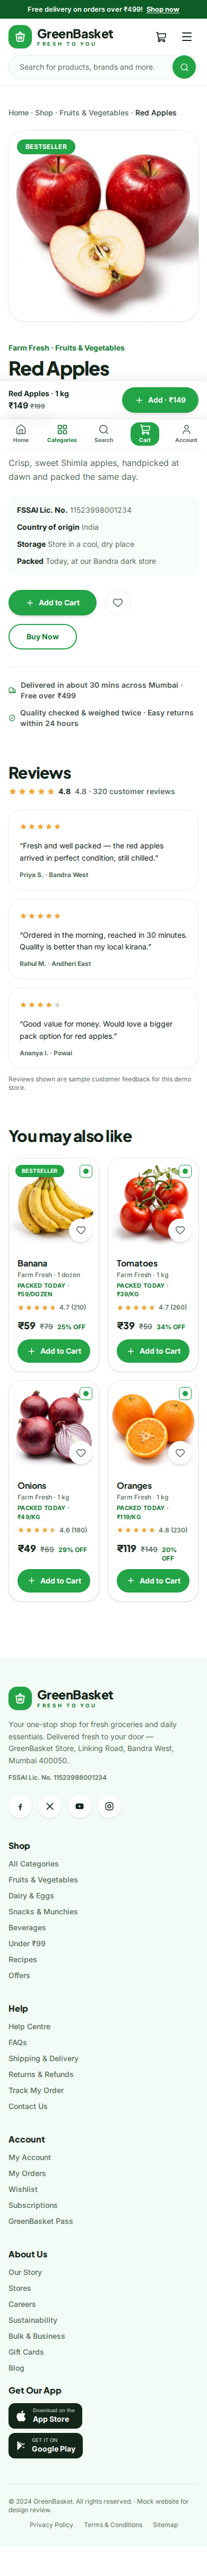 Free delivery on orders over ₹499! Shop now
GreenBasket
FRESH TO YOU
Search for products, brands and more.
Home · Shop · Fruits & Vegetables · Red Apples
BESTSELLER
Farm Fresh · Fruits & Vegetables
Red Apples
Red Apples · 1 kg
₹149 ₹199
Add · ₹149
Home
Categories
Search
Cart
Account
Crisp, sweet Shimla apples, handpicked at
dawn and packed the same day.
FSSAI Lic. No. 11523998001234
Country of origin India
Storage Store in a cool, dry place
Packed Today, at our Bandra dark store
Add to Cart
Buy Now
Delivered in about 30 mins across Mumbai ·
Free over ₹499
Quality checked & weighed twice · Easy returns
within 24 hours
Reviews
4.8 4.8 · 320 customer reviews
“Fresh and well packed — the red apples
arrived in perfect condition, still chilled.”
Priya S. · Bandra West
“Ordered in the morning, reached in 30 minutes.
Quality is better than my local kirana.”
Rahul M. · Andheri East
“Good value for money. Would love a bigger
pack option for red apples.”
Ananya I. · Powai
Reviews shown are sample customer feedback for this demo
store.
You may also like
BESTSELLER
Banana
Farm Fresh · 1 dozen
PACKED TODAY ·
₹59/DOZEN
4.7 (210)
₹59 ₹79 25% OFF
Add to Cart
Tomatoes
Farm Fresh · 1 kg
PACKED TODAY ·
₹39/KG
4.7 (260)
₹39 ₹59 34% OFF
Add to Cart
Onions
Farm Fresh · 1 kg
PACKED TODAY ·
₹49/KG
4.6 (180)
₹49 ₹69 29% OFF
Add to Cart
Oranges
Farm Fresh · 1 kg
PACKED TODAY ·
₹119/KG
4.8 (230)
₹119 ₹149 20%
OFF
Add to Cart
GreenBasket
FRESH TO YOU
Your one-stop shop for fresh groceries and daily
essentials. Delivered fresh to your door —
GreenBasket Store, Linking Road, Bandra West,
Mumbai 400050.
FSSAI Lic. No. 11523998001234
Shop
All Categories
Fruits & Vegetables
Dairy & Eggs
Snacks & Munchies
Beverages
Under ₹99
Recipes
Offers
Help
Help Centre
FAQs
Shipping & Delivery
Returns & Refunds
Track My Order
Contact Us
Account
My Account
My Orders
Wishlist
Subscriptions
GreenBasket Pass
About Us
Our Story
Stores
Careers
Sustainability
Bulk & Business
Gift Cards
Blog
Get Our App
Download on the
App Store
GET IT ON
Google Play
© 2024 GreenBasket. All rights reserved. · Mock website for
design review.
Privacy Policy Terms & Conditions Sitemap